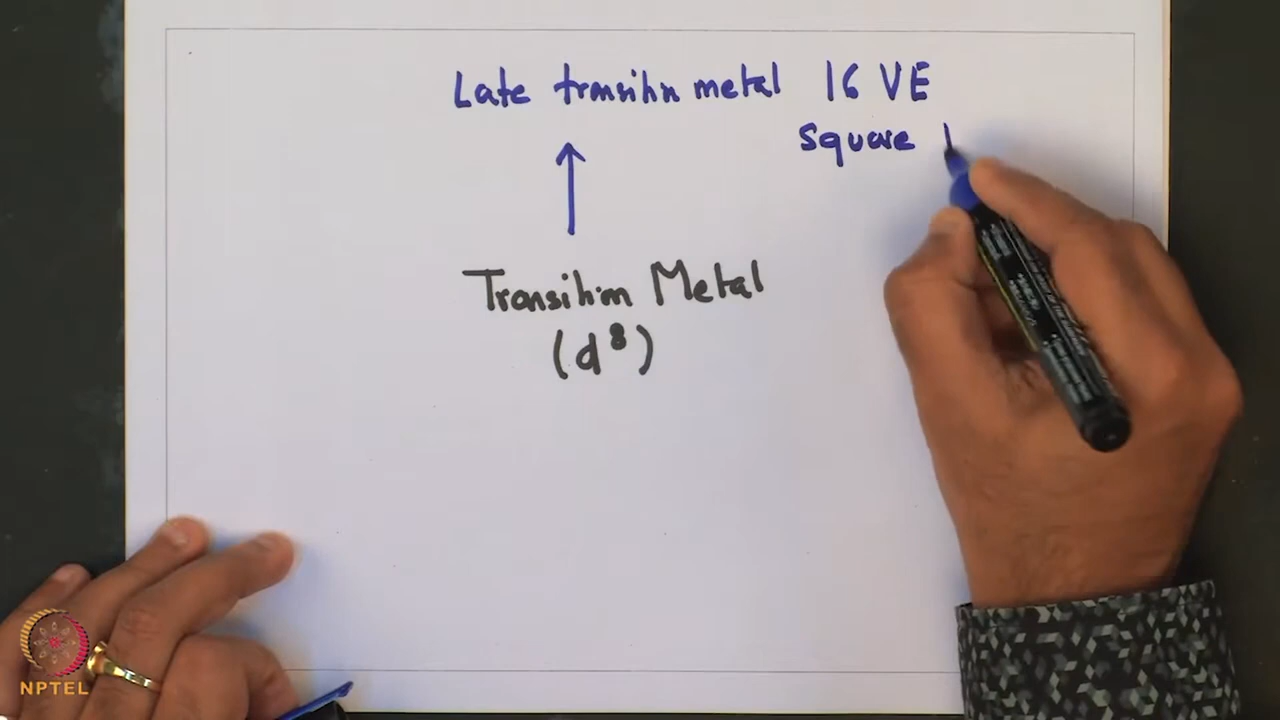 Late transition metal 16 VE
Square
Transition Metal
(d⁸)
NPTEL